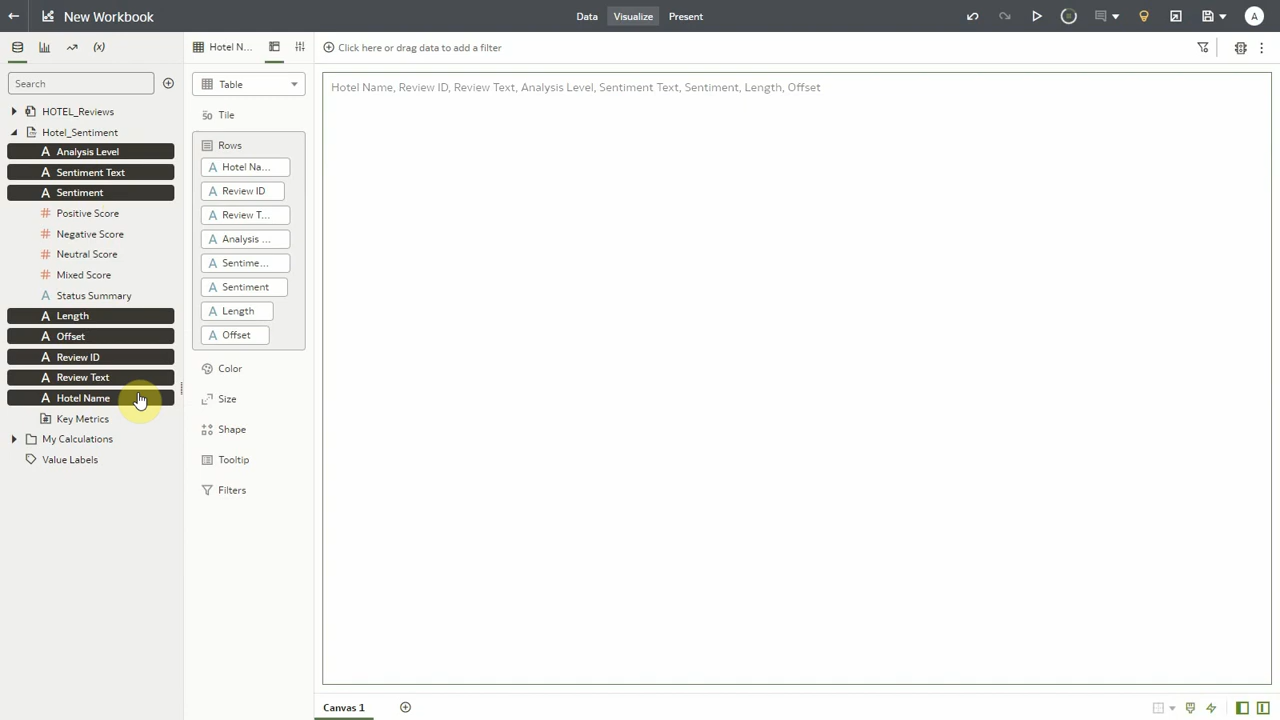 New Workbook
Data
Visualize
Present
A
Search
HOTEL_Reviews
Hotel_Sentiment
A Analysis Level
A Sentiment Text
A Sentiment
# Positive Score
# Negative Score
# Neutral Score
# Mixed Score
A Status Summary
A Length
A Offset
A Review ID
A Review Text
A Hotel Name
Key Metrics
My Calculations
Value Labels
(x)
Hotel N...
Table
50 Tile
Rows
A Hotel Na...
A Review ID
A Review T...
A Analysis ...
A Sentime...
A Sentiment
A Length
A Offset
Color
Size
Shape
Tooltip
Filters
Click here or drag data to add a filter
Hotel Name, Review ID, Review Text, Analysis Level, Sentiment Text, Sentiment, Length, Offset
Canvas 1